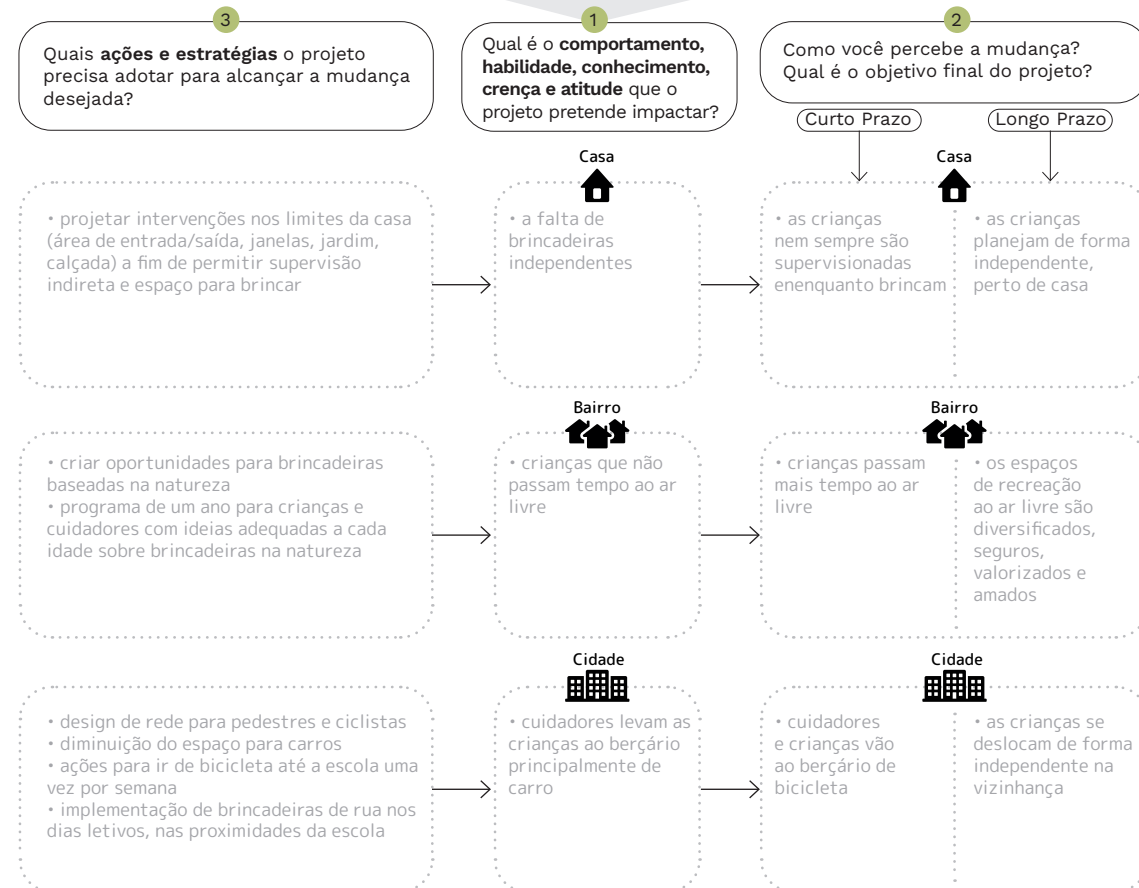 3
Quais ações e estratégias o projeto
precisa adotar para alcançar a mudança
desejada?
1
Qual é o comportamento,
habilidade, conhecimento,
crença e atitude que o
projeto pretende impactar?
2
Como você percebe a mudança?
Qual é o objetivo final do projeto?
Curto Prazo
Longo Prazo
Casa
Casa
• projetar intervenções nos limites da casa
(área de entrada/saída, janelas, jardim,
calçada) a fim de permitir supervisão
indireta e espaço para brincar
• a falta de
brincadeiras
independentes
• as crianças
nem sempre são
supervisionadas
enenquanto brincam
• as crianças
planejam de forma
independente,
perto de casa
Bairro
Bairro
• criar oportunidades para brincadeiras
baseadas na natureza
• programa de um ano para crianças e
cuidadores com ideias adequadas a cada
idade sobre brincadeiras na natureza
• crianças que não
passam tempo ao ar
livre
• crianças passam
mais tempo ao ar
livre
• os espaços
de recreação
ao ar livre são
diversificados,
seguros,
valorizados e
amados
Cidade
Cidade
• design de rede para pedestres e ciclistas
• diminuição do espaço para carros
• ações para ir de bicicleta até a escola uma
vez por semana
• implementação de brincadeiras de rua nos
dias letivos, nas proximidades da escola
• cuidadores levam as
crianças ao berçário
principalmente de
carro
• cuidadores
e crianças vão
ao berçário de
bicicleta
• as crianças se
deslocam de forma
independente na
vizinhança